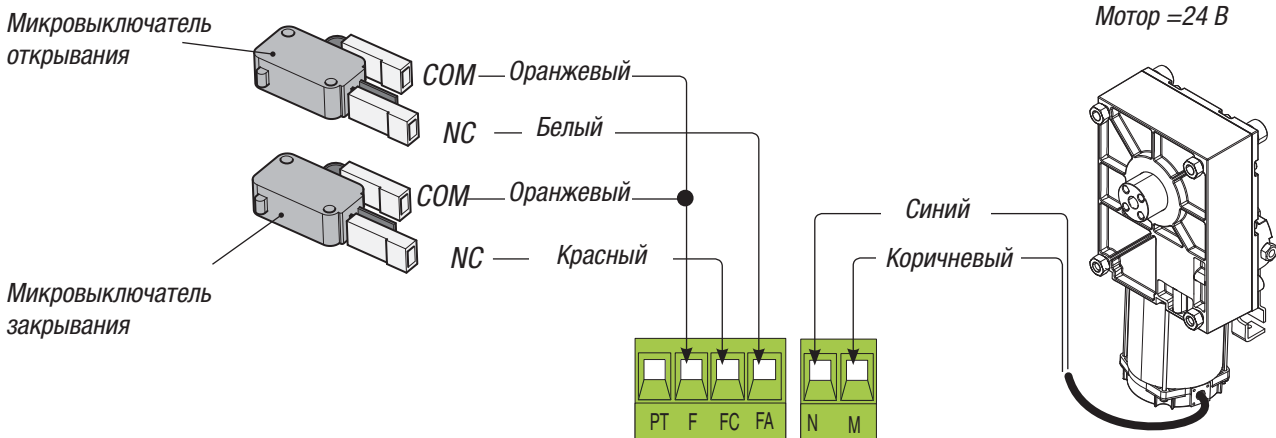 Микровыключатель
открывания
Мотор =24 В
COM
Оранжевый
NC
Белый
COM
Оранжевый
NC
Красный
Микровыключатель
закрывания
Синий
Коричневый
PT F FC FA N M